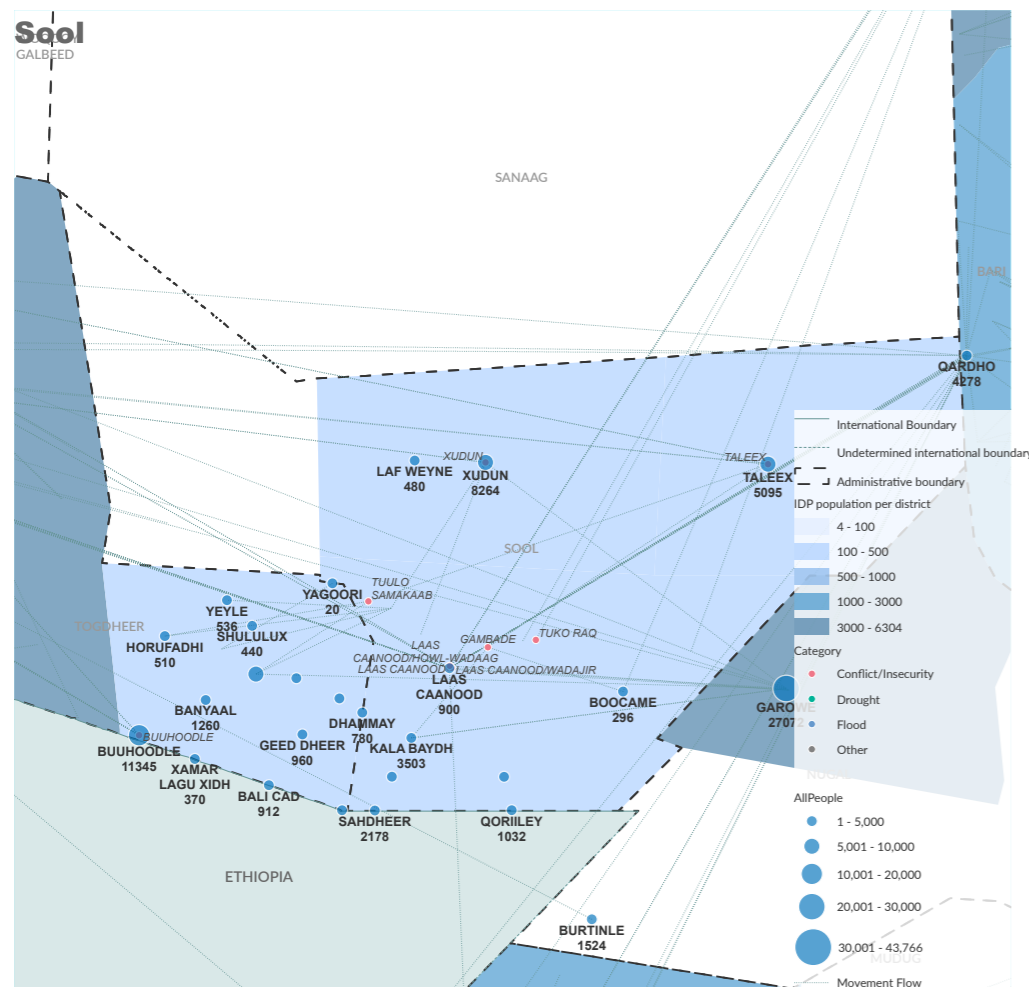 Sool
GALBEED
SANAAG
BARI
QARDHO
4278
XUDUN
LAF WEYNE
480
XUDUN
8264
TALEEX
TALEEX
5095
SOOL
TUULO
SAMAKAAB
YAGOORI
20
YEYLE
536
TOGDHEER
SHULULUX
440
HORUFADHI
510
LAAS
CAANOOD/HOWL-WADAAG
GAMBADE
TUKO RAQ
LAAS CAANOOD
LAAS CAANOOD/WADAJIR
LAAS
CAANOOD
900
BOOCAME
296
GAROWE
27072
BANYAAL
1260
DHAMMAY
780
GEED DHEER
960
KALA BAYDH
3503
BUUHOODLE
BUUHOODLE
11345
XAMAR
LAGU XIDH
370
BALI CAD
912
SAHDHEER
2178
QORIILEY
1032
ETHIOPIA
BURTINLE
1524
International Boundary
Undetermined international boundary
Administrative boundary
IDP population per district
4 - 100
100 - 500
500 - 1000
1000 - 3000
3000 - 6304
Category
Conflict/Insecurity
Drought
Flood
Other
AllPeople
1 - 5,000
5,001 - 10,000
10,001 - 20,000
20,001 - 30,000
30,001 - 43,766
MUDUG
Movement Flow